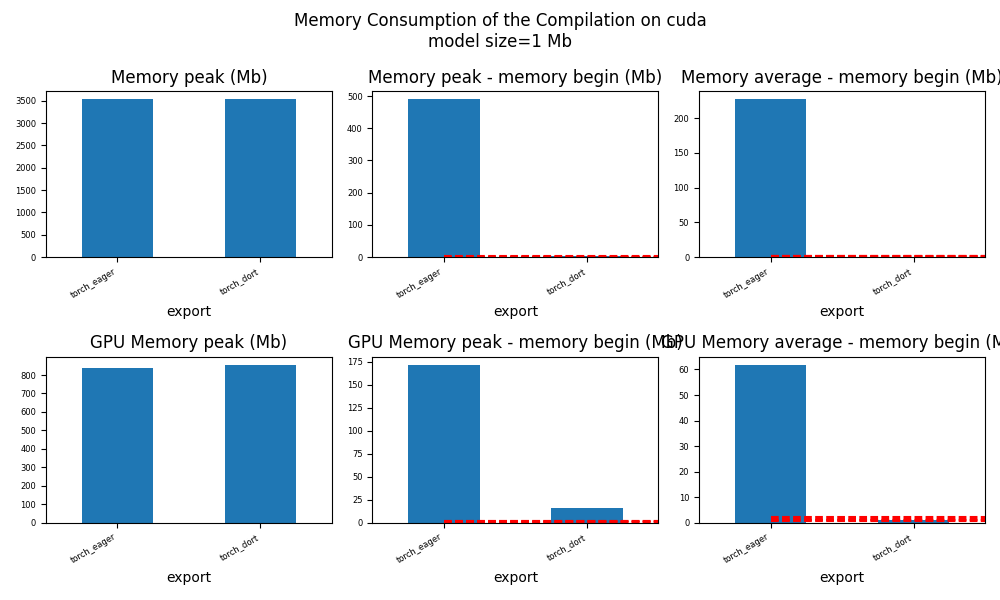 Memory Consumption of the Compilation on cuda
model size=1 Mb
Memory peak (Mb)
Memory peak - memory begin (Mb)
Memory average - memory begin (Mb)
3500
3000
2500
2000
1500
1000
500
0
torch_eager
torch_dort
export
500
400
300
200
100
0
torch_eager
torch_dort
export
200
150
100
50
0
torch_eager
torch_dort
export
GPU Memory peak (Mb)
GPU Memory peak - memory begin (Mb)
GPU Memory average - memory begin (M
800
700
600
500
400
300
200
100
0
torch_eager
torch_dort
export
175
150
125
100
75
50
25
0
torch_eager
torch_dort
export
60
50
40
30
20
10
0
torch_eager
torch_dort
export